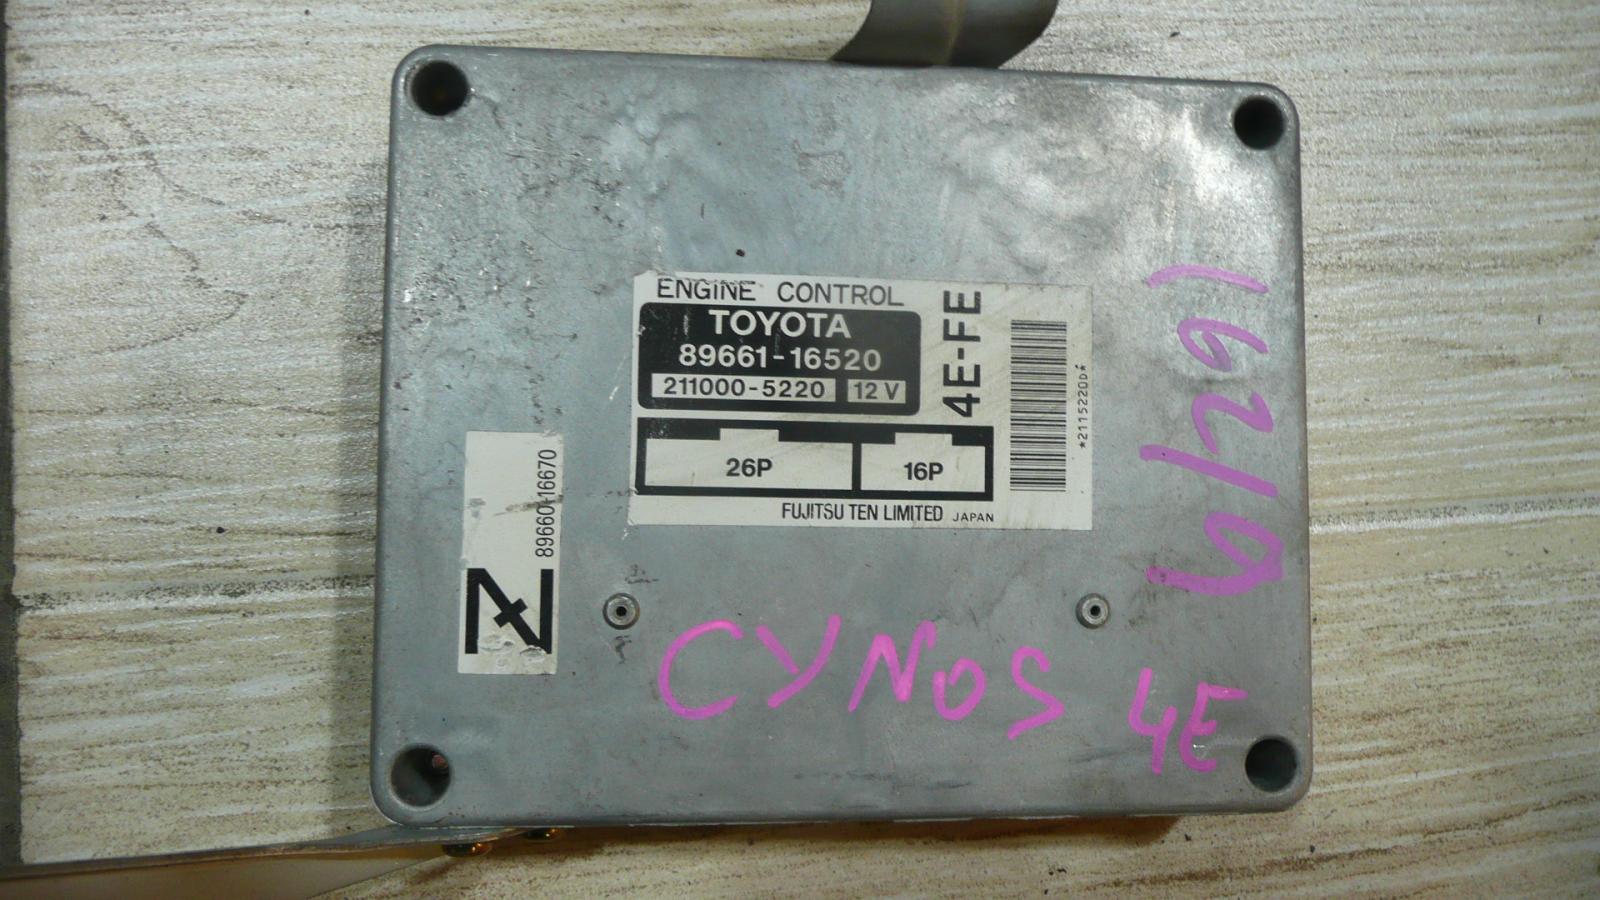 ENGINE CONTROL
TOYOTA
89661-16520
211000-5220 12 V
4E-FE
26P 16P
FUJITSU TEN LIMITED JAPAN
*2115220D*
89660-16670
CYNOS 4E